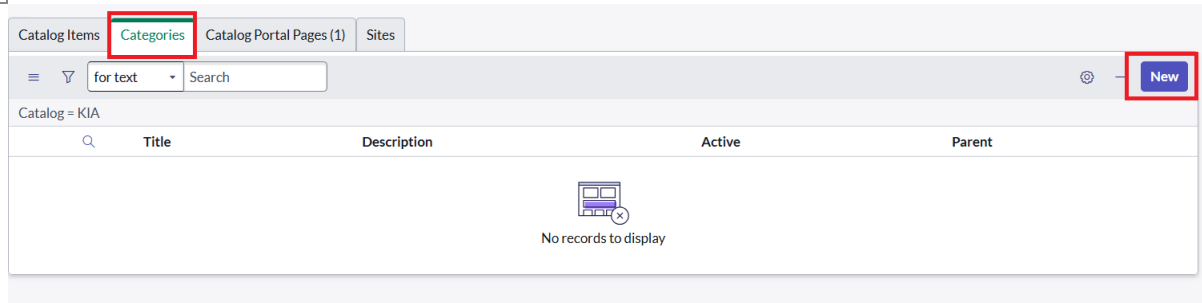 Catalog Items Categories Catalog Portal Pages (1) Sites
for text Search New
Catalog = KIA
Title Description Active Parent
No records to display